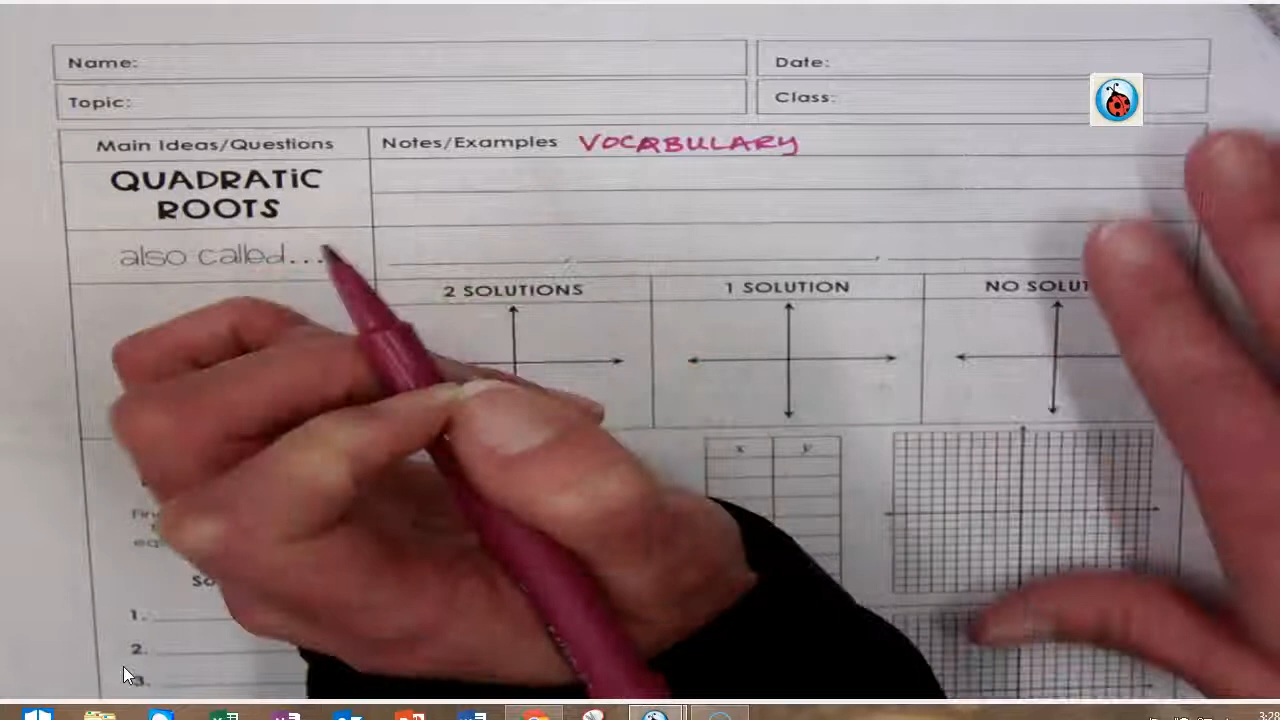 Name:
Date:
Topic:
Class:
Main Ideas/Questions
Notes/Examples VOCABULARY
QUADRATIC
ROOTS
also called...
2 SOLUTIONS
1 SOLUTION
x y
1.
2.
3.